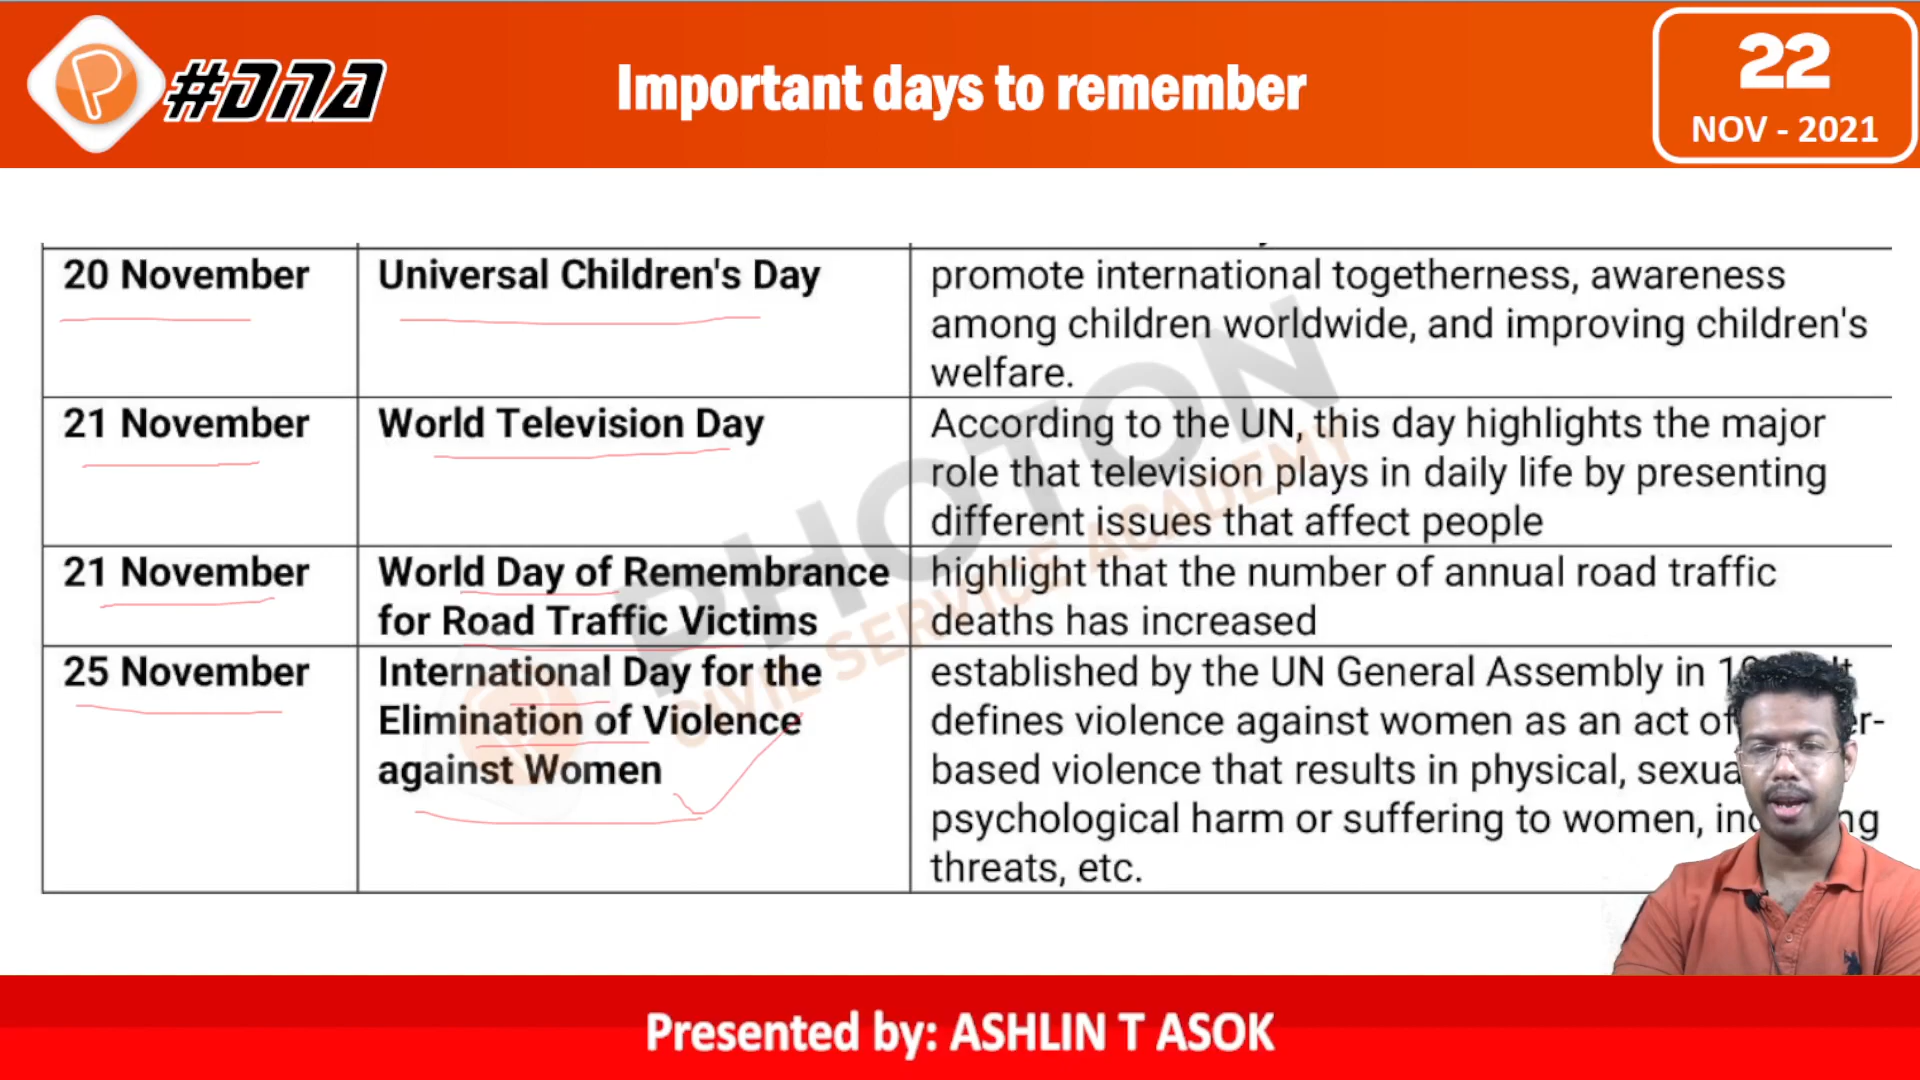 #DNA
Important days to remember
22
NOV - 2021
20 November
Universal Children's Day
promote international togetherness, awareness
among children worldwide, and improving children's
welfare.
21 November
World Television Day
According to the UN, this day highlights the major
role that television plays in daily life by presenting
different issues that affect people
21 November
World Day of Remembrance
for Road Traffic Victims
highlight that the number of annual road traffic
deaths has increased
25 November
International Day for the
Elimination of Violence
against Women
established by the UN General Assembly in
defines violence against women as an act of
based violence that results in physical,
psychological harm or suffering to women,
threats, etc.
PHOTON
CIVIL SERVICE ACADEMY
Presented by: ASHLIN T ASOK